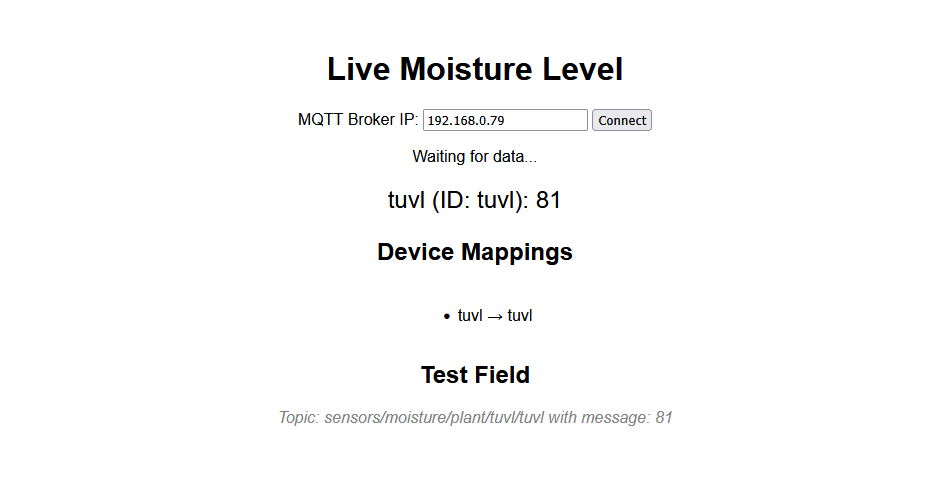 Live Moisture Level
MQTT Broker IP: 192.168.0.79 Connect
Waiting for data...
tuvl (ID: tuvl): 81
Device Mappings
• tuvl → tuvl
Test Field
Topic: sensors/moisture/plant/tuvl/tuvl with message: 81